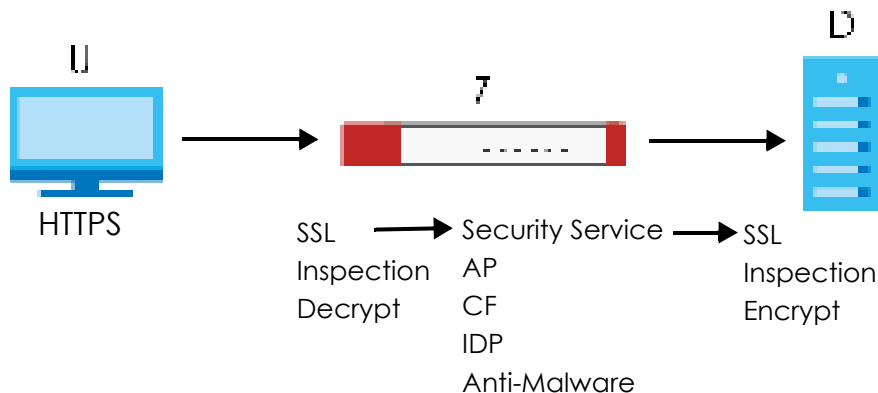 U
7
D
HTTPS
SSL
Inspection
Decrypt
Security Service
AP
CF
IDP
Anti-Malware
SSL
Inspection
Encrypt